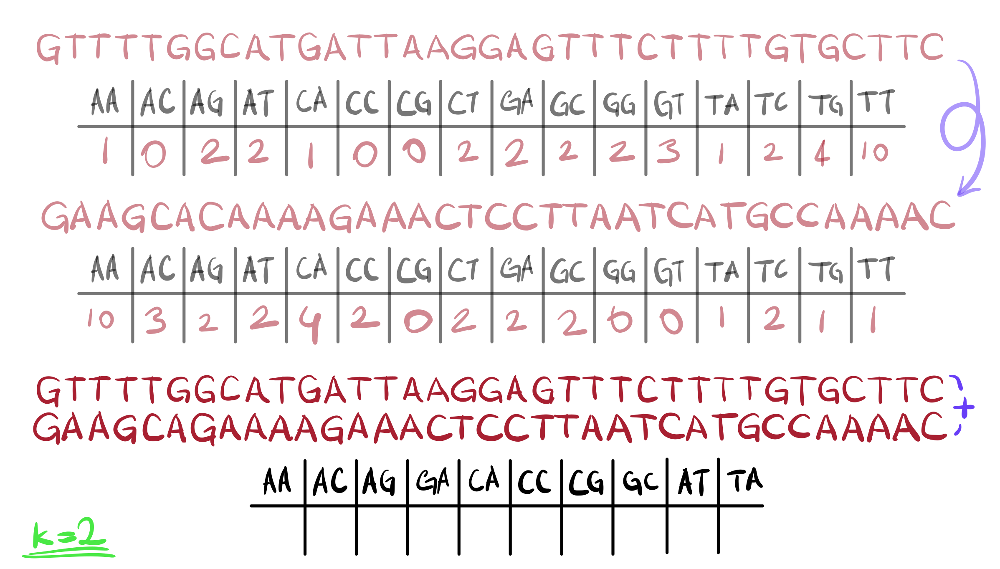 GTTTTGGCATGATTAAGGAGTTTCTTTTGTGCTTC
AA AC AG AT CA CC CG CT GA GC GG GT TA TC TG TT
1 0 2 2 1 0 0 2 2 2 2 3 1 2 4 10
GAAGCACAAAAGAAACTCCTTAATCATGCCAAAAC
AA AC AG AT CA CC CG CT GA GC GG GT TA TC TG TT
10 3 2 2 4 2 0 2 2 2 0 0 1 2 1 1
GTTTTGGCATGATTAAGGAGTTTCTTTTGTGCTTC
+
GAAGCAGAAAAGAAACTCCTTAATCATGCCAAAAC
AA AC AG GA CA CC CG GC AT TA
k=2